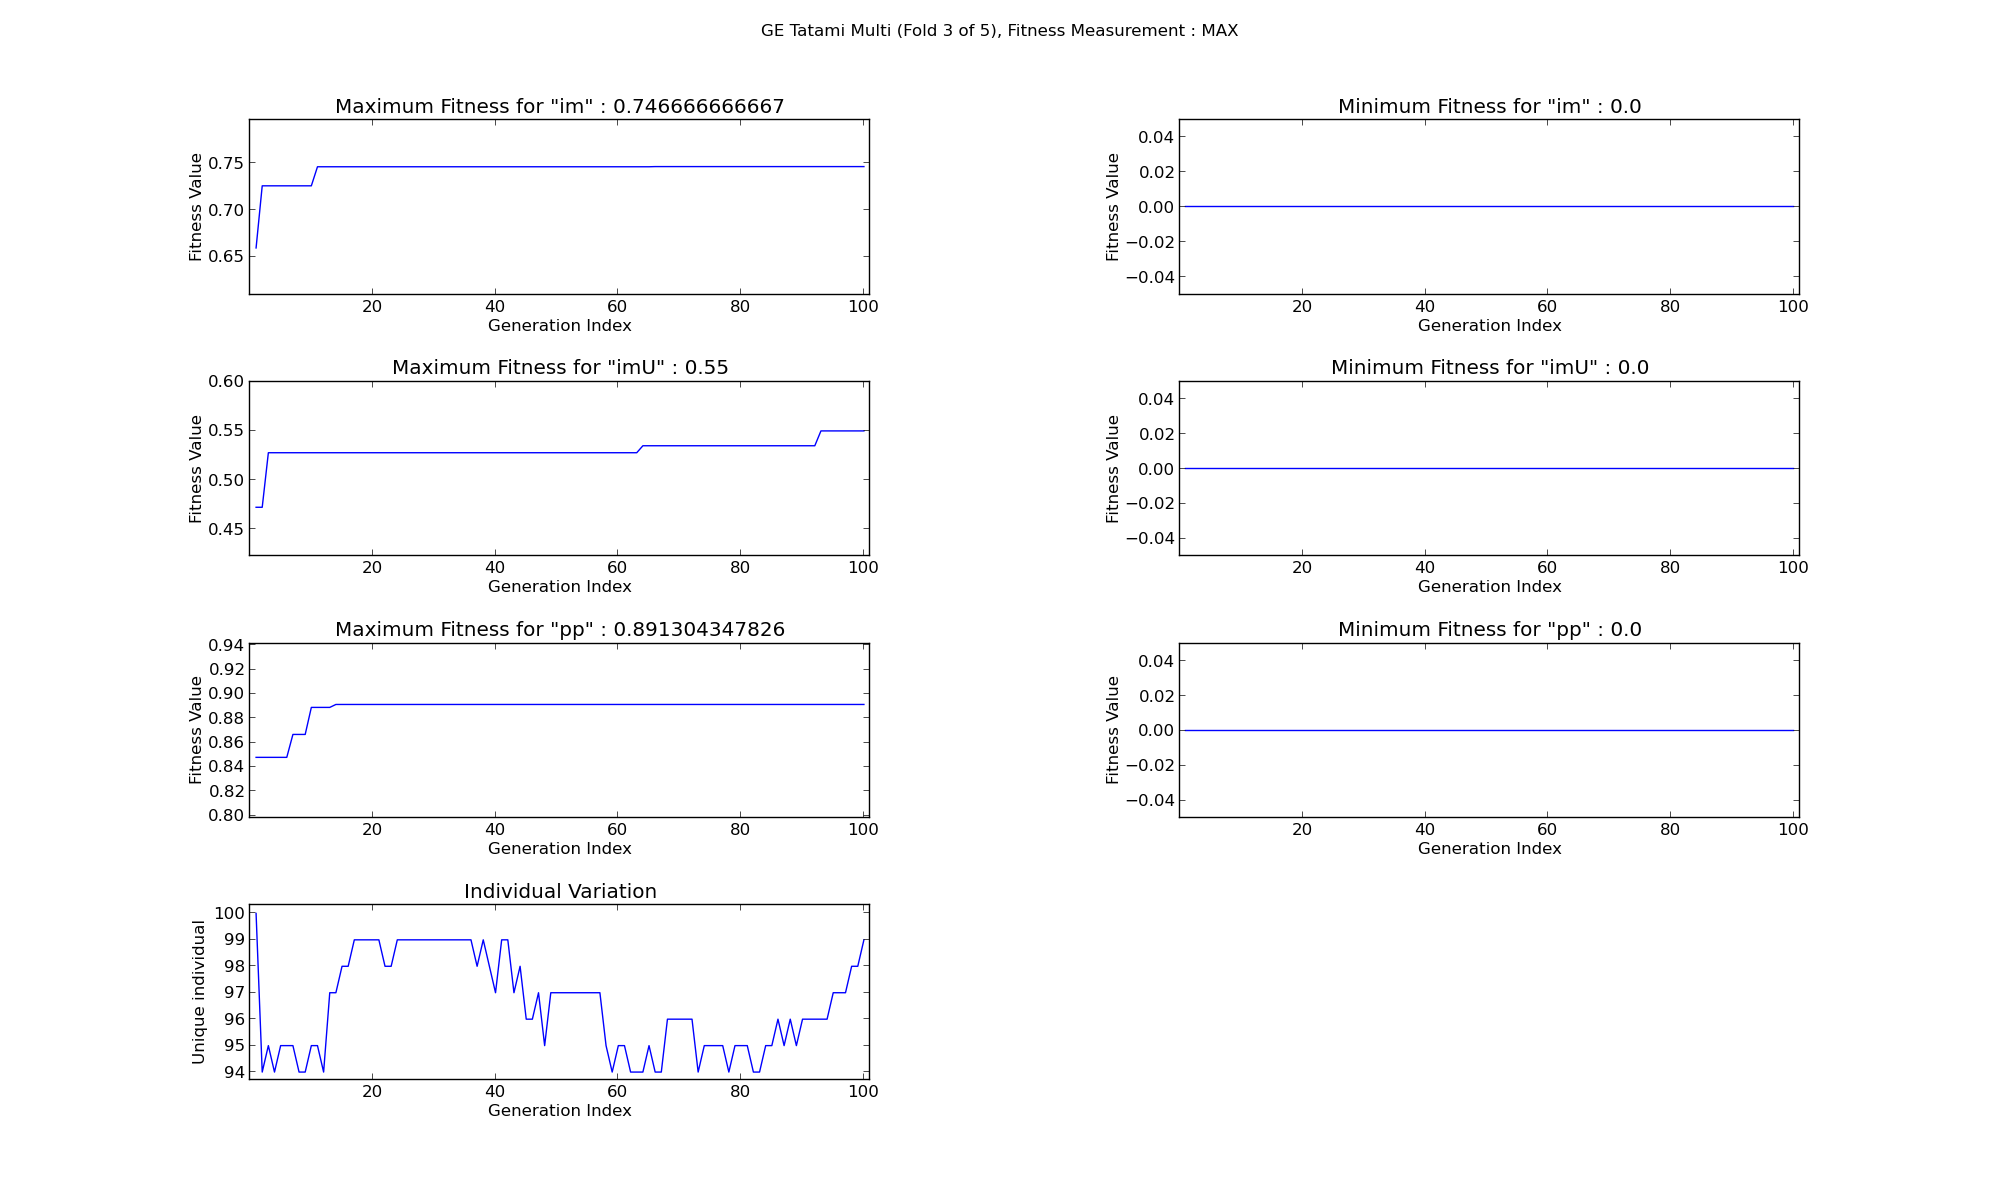 GE Tatami Multi (Fold 3 of 5), Fitness Measurement : MAX
Maximum Fitness for "im" : 0.746666666667
Fitness Value
0.75
0.70
0.65
20 40 60 80 100
Generation Index
Minimum Fitness for "im" : 0.0
Fitness Value
0.04
0.02
0.00
−0.02
−0.04
20 40 60 80 100
Generation Index
Maximum Fitness for "imU" : 0.55
Fitness Value
0.60
0.55
0.50
0.45
20 40 60 80 100
Generation Index
Minimum Fitness for "imU" : 0.0
Fitness Value
0.04
0.02
0.00
−0.02
−0.04
20 40 60 80 100
Generation Index
Maximum Fitness for "pp" : 0.891304347826
Fitness Value
0.94
0.92
0.90
0.88
0.86
0.84
0.82
0.80
20 40 60 80 100
Generation Index
Minimum Fitness for "pp" : 0.0
Fitness Value
0.04
0.02
0.00
−0.02
−0.04
20 40 60 80 100
Generation Index
Individual Variation
Unique individual
100
99
98
97
96
95
94
20 40 60 80 100
Generation Index